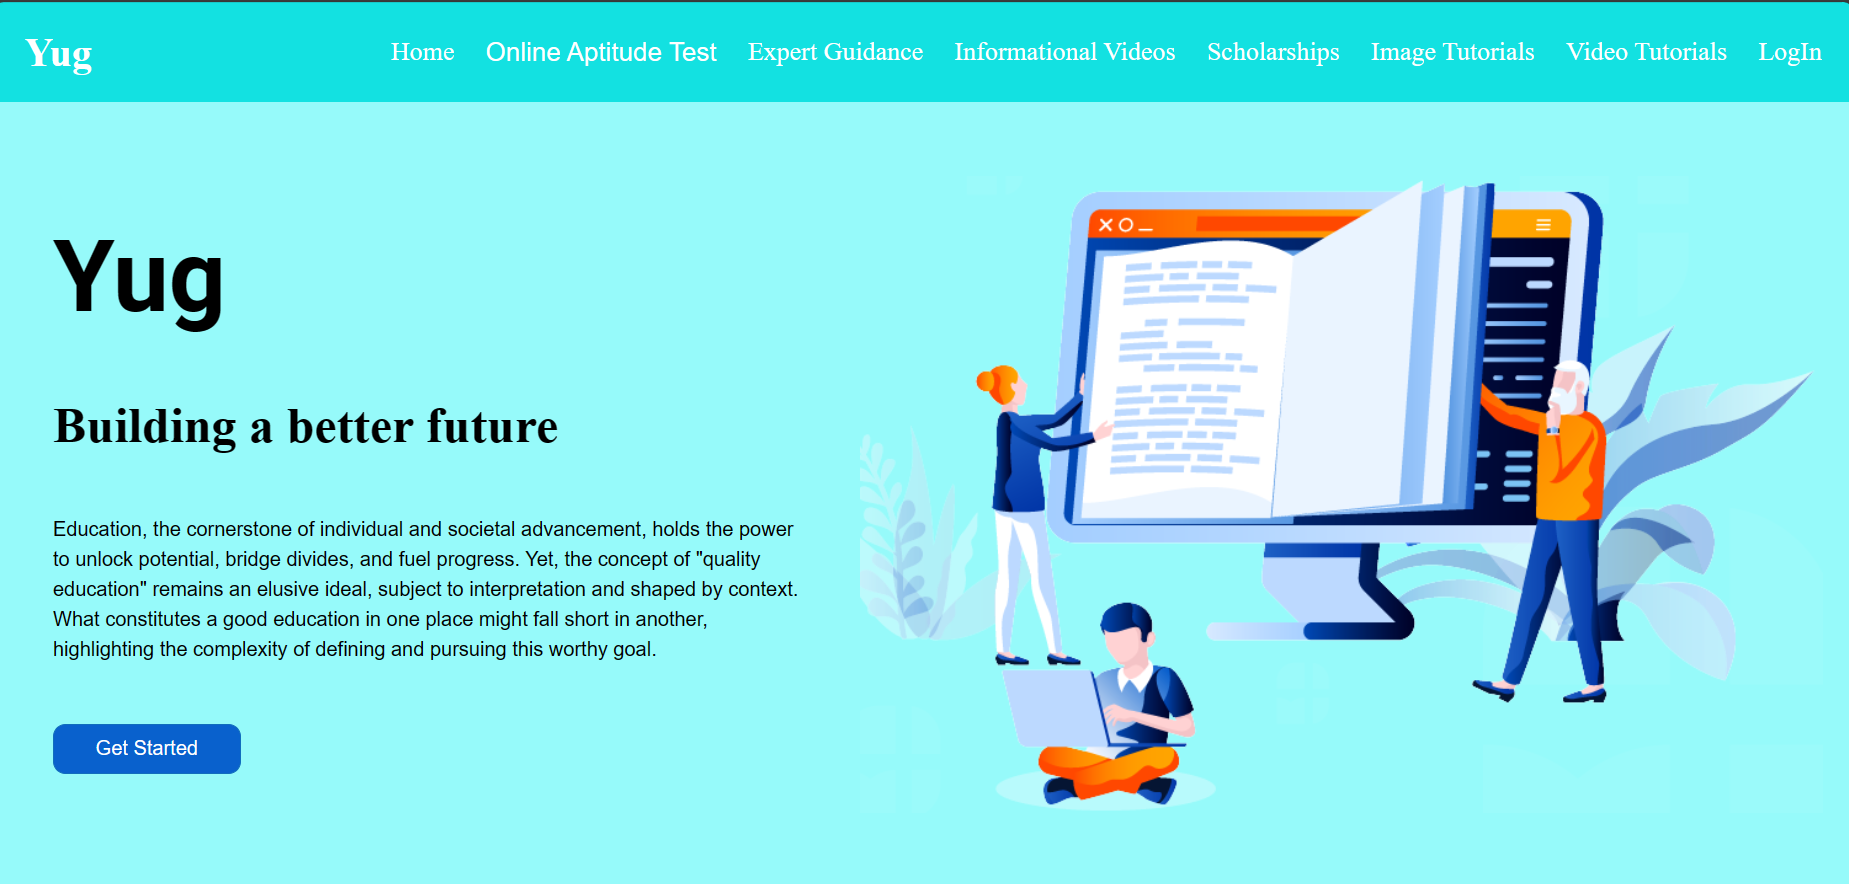 Yug
Home Online Aptitude Test Expert Guidance Informational Videos Scholarships Image Tutorials Video Tutorials LogIn
Yug
Building a better future
Education, the cornerstone of individual and societal advancement, holds the power
to unlock potential, bridge divides, and fuel progress. Yet, the concept of "quality
education" remains an elusive ideal, subject to interpretation and shaped by context.
What constitutes a good education in one place might fall short in another,
highlighting the complexity of defining and pursuing this worthy goal.
Get Started